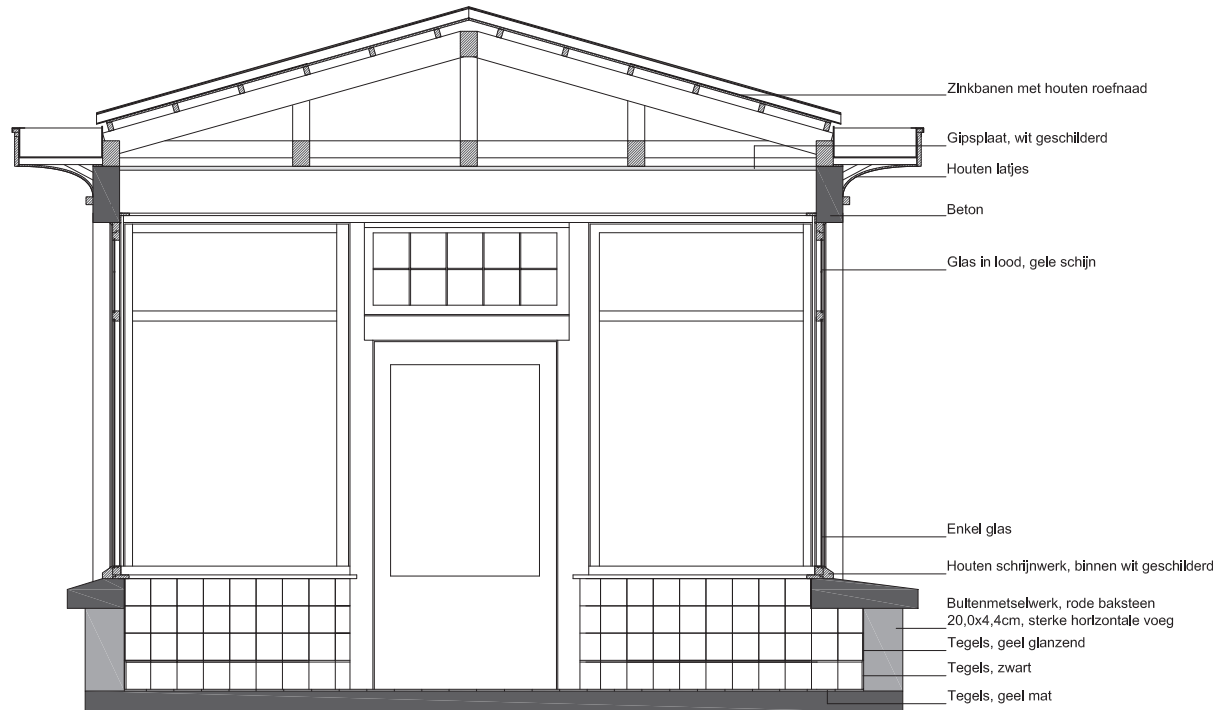 Zinkbanen met houten roefnaad
Gipsplaat, wit geschilderd
Houten latjes
Beton
Glas in lood, gele schijn
Enkel glas
Houten schrijnwerk, binnen wit geschilderd
Buitenmetselwerk, rode baksteen
20,0x4,4cm, sterke horizontale voeg
Tegels, geel glanzend
Tegels, zwart
Tegels, geel mat